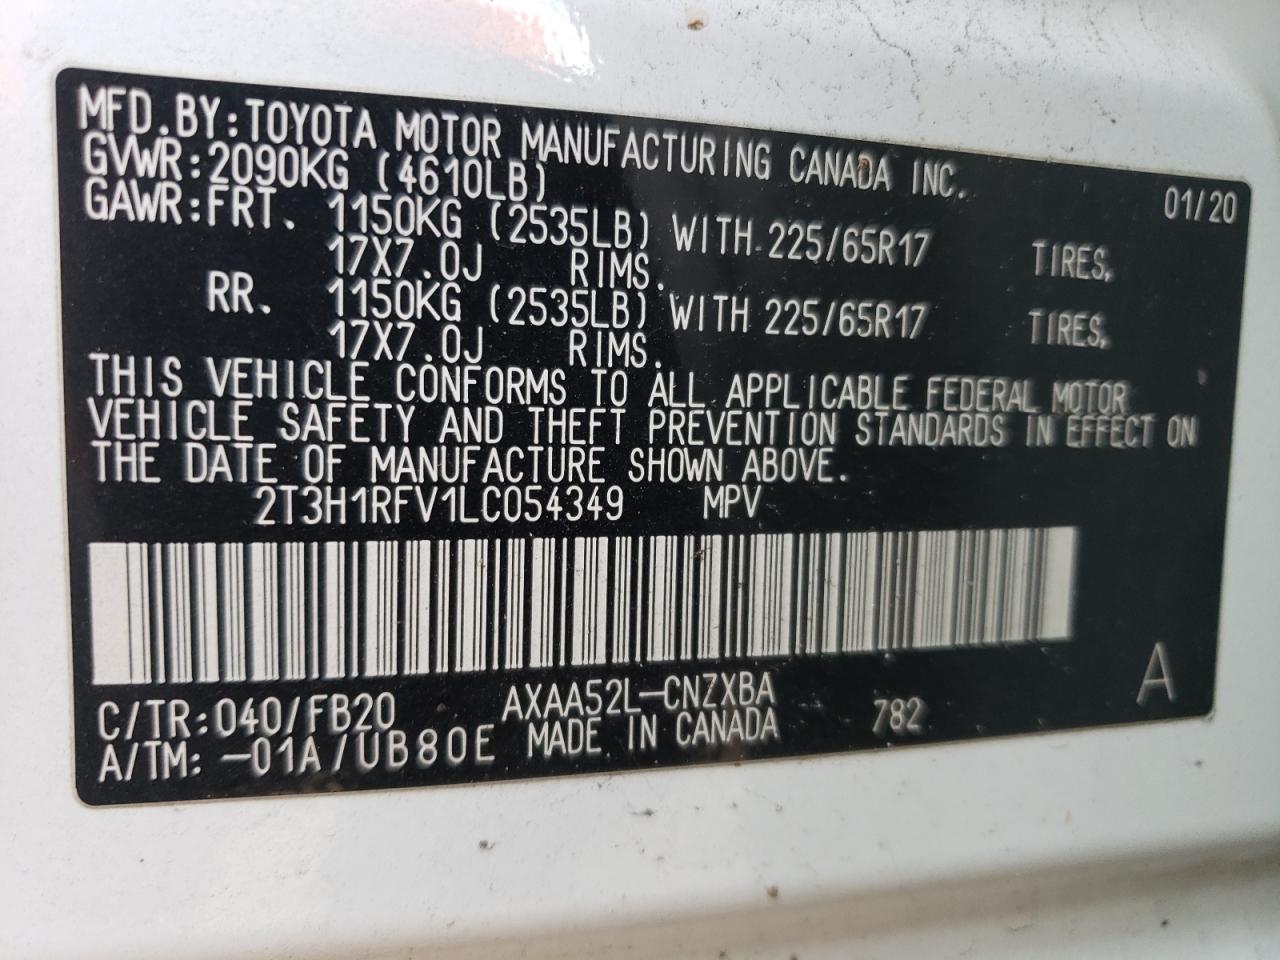 MFD.BY:TOYOTA MOTOR MANUFACTURING CANADA INC.
GVWR:2090KG (4610LB) 01/20
GAWR:FRT. 1150KG (2535LB) WITH 225/65R17 TIRES,
17X7.0J RIMS.
RR. 1150KG (2535LB) WITH 225/65R17 TIRES,
17X7.0J RIMS.
THIS VEHICLE CONFORMS TO ALL APPLICABLE FEDERAL MOTOR
VEHICLE SAFETY AND THEFT PREVENTION STANDARDS IN EFFECT ON
THE DATE OF MANUFACTURE SHOWN ABOVE.
2T3H1RFV1LC054349 MPV
C/TR:040/FB20 AXAA52L-CNZXBA A
A/TM: -01A/UB80E MADE IN CANADA 782